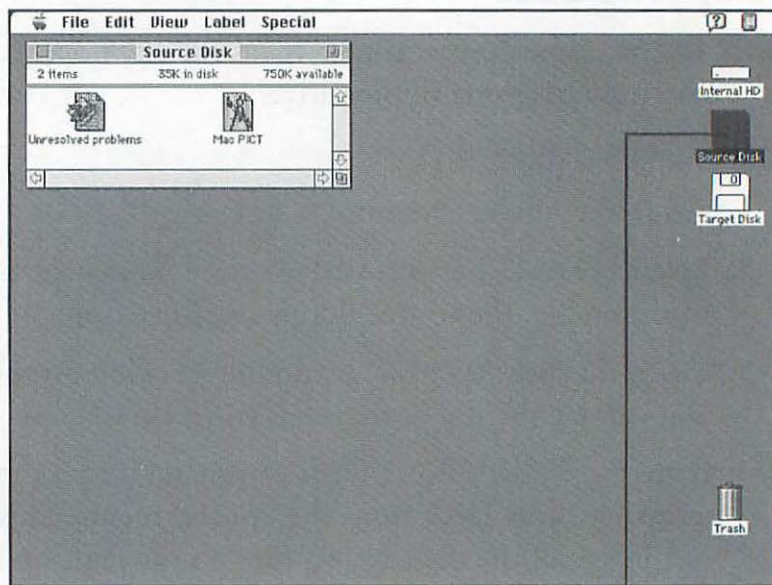 File Edit View Label Special
Source Disk
2 items 35K in disk 750K available
Unresolved problems Mac PICT
Internal HD
Source Disk
Target Disk
Trash